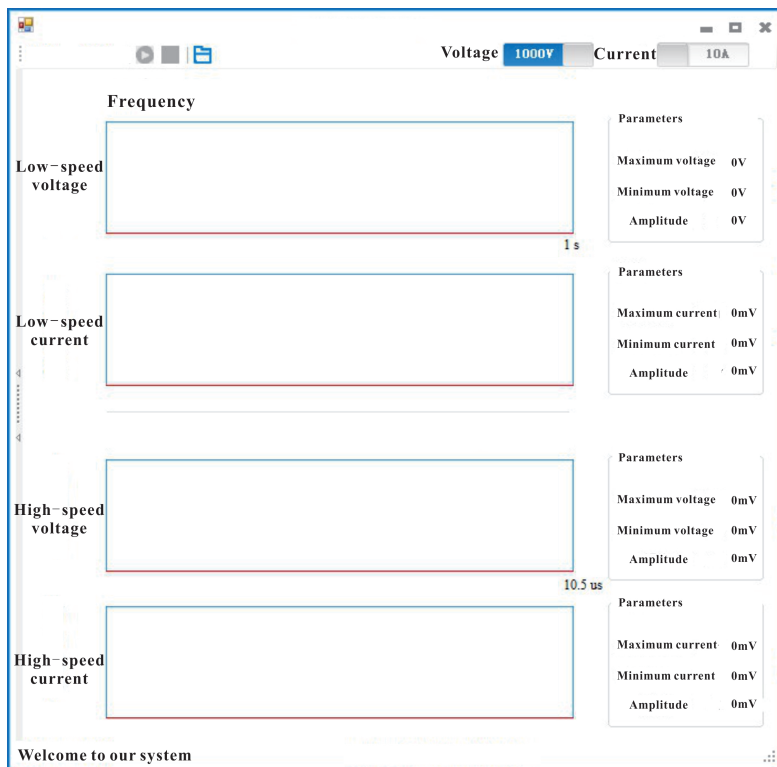 Voltage 1000V Current 10A
Frequency
Low-speed
voltage
1 s
Parameters
Maximum voltage 0V
Minimum voltage 0V
Amplitude 0V
Low-speed
current
Parameters
Maximum current 0mV
Minimum current 0mV
Amplitude 0mV
High-speed
voltage
10.5 us
Parameters
Maximum voltage 0mV
Minimum voltage 0mV
Amplitude 0mV
High-speed
current
Parameters
Maximum current 0mV
Minimum current 0mV
Amplitude 0mV
Welcome to our system